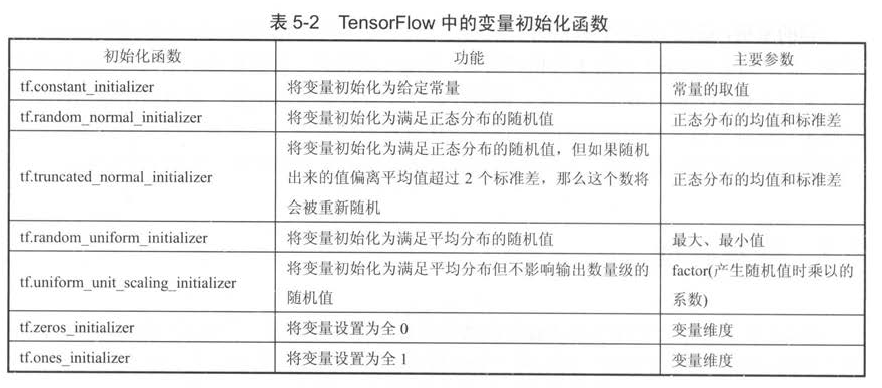 表 5-2 TensorFlow 中的变量初始化函数
初始化函数 功能 主要参数
tf.constant_initializer 将变量初始化为给定常量 常量的取值
tf.random_normal_initializer 将变量初始化为满足正态分布的随机值 正态分布的均值和标准差
tf.truncated_normal_initializer 将变量初始化为满足正态分布的随机值，但如果随机
出来的值偏离平均值超过 2 个标准差，那么这个数将
会被重新随机 正态分布的均值和标准差
tf.random_uniform_initializer 将变量初始化为满足平均分布的随机值 最大、最小值
tf.uniform_unit_scaling_initializer 将变量初始化为满足平均分布但不影响输出数量级的
随机值 factor(产生随机值时乘以的
系数)
tf.zeros_initializer 将变量设置为全 0 变量维度
tf.ones_initializer 将变量设置为全 1 变量维度